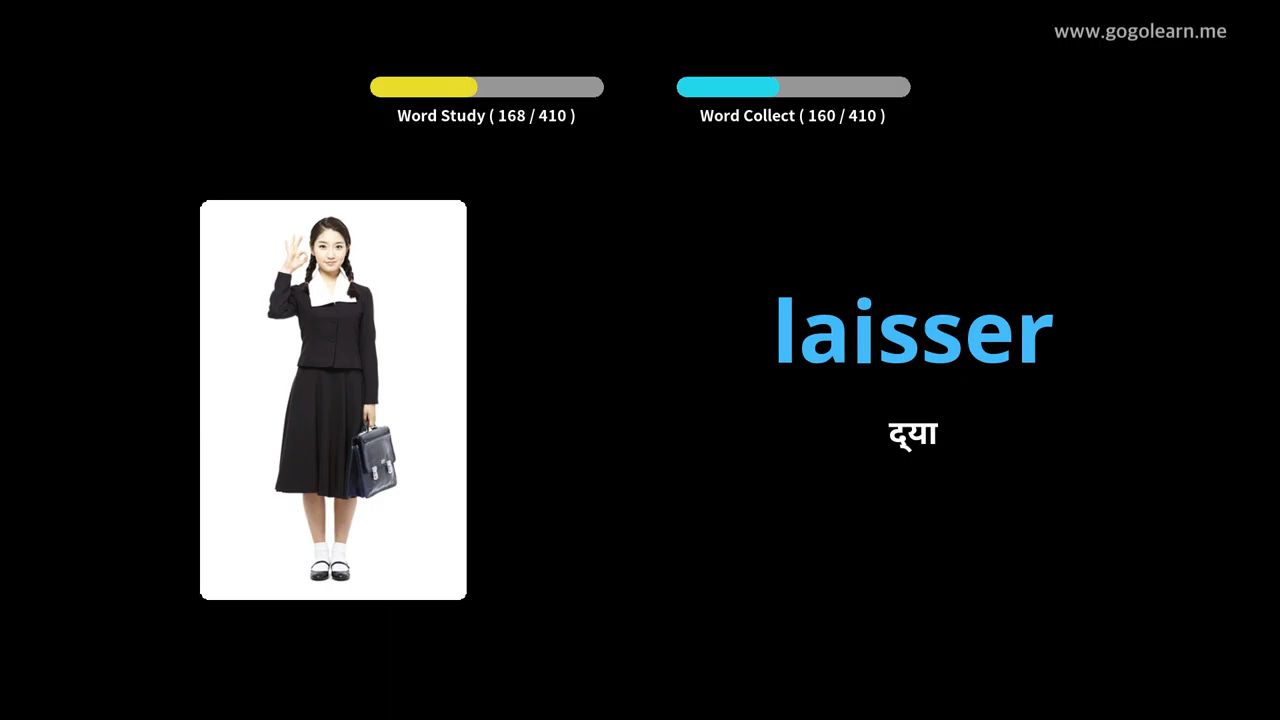 www.gogolearn.me
Word Study ( 168 / 410 )
Word Collect ( 160 / 410 )
laisser
द्‌या